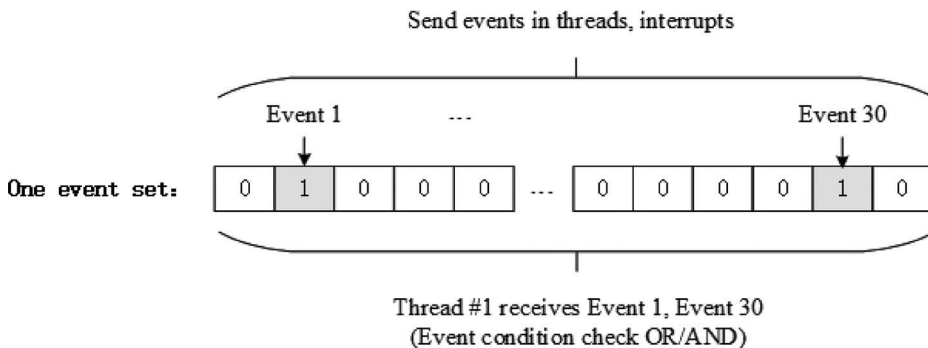 Send events in threads, interrupts
Event 1 ... Event 30
One event set: 0 1 0 0 0 ... 0 0 0 0 1 0
Thread #1 receives Event 1, Event 30
(Event condition check OR/AND)